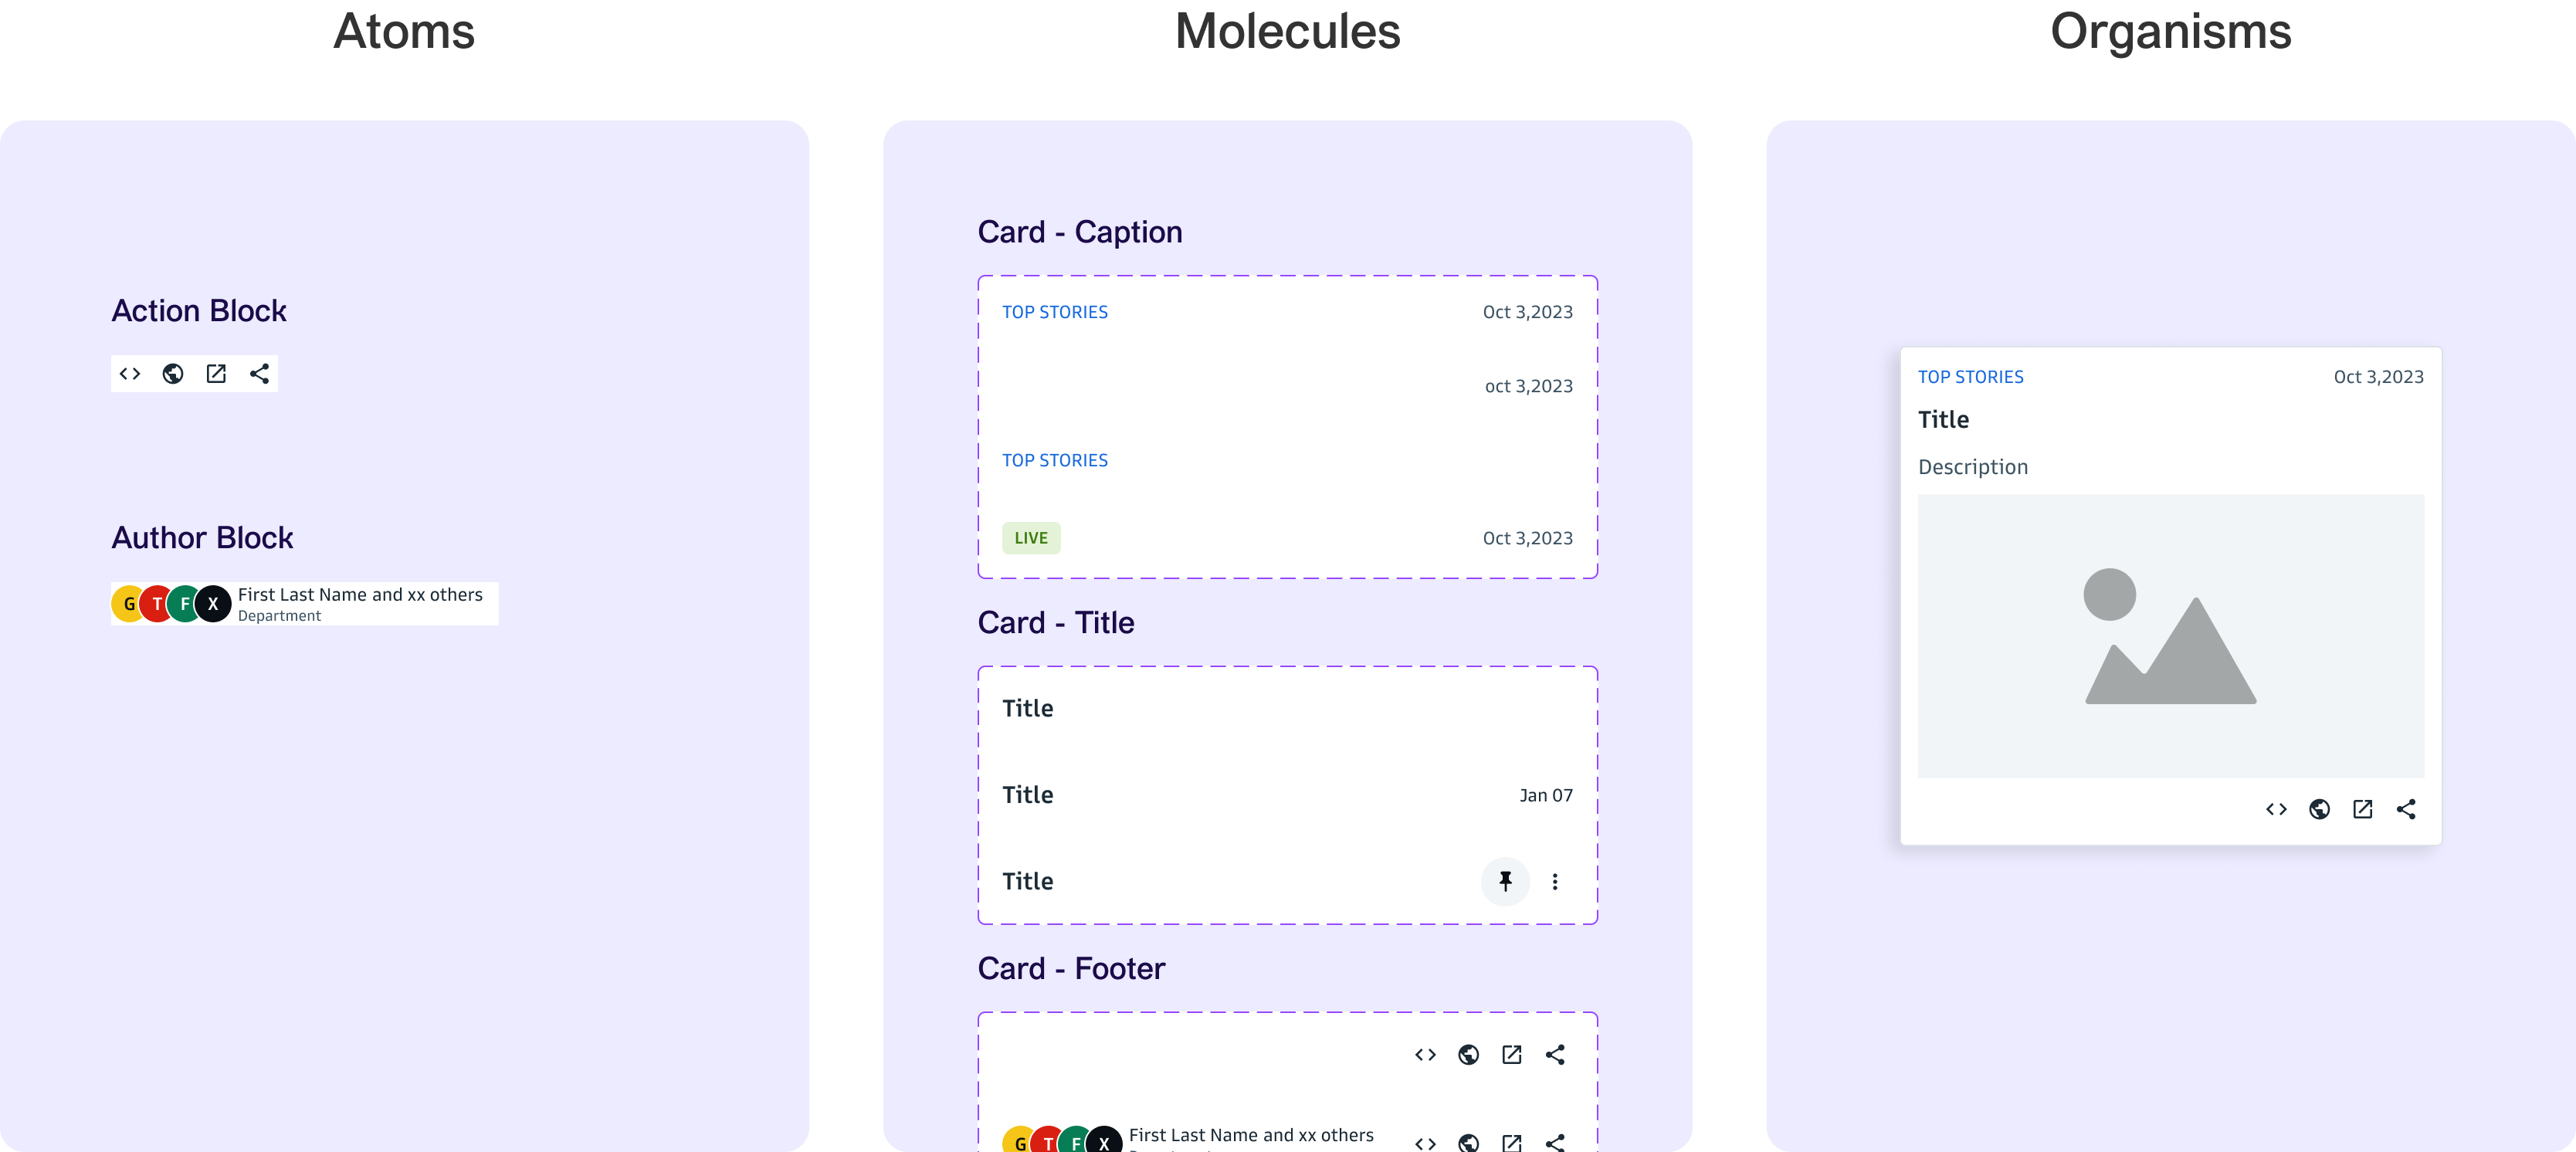 Atoms
Molecules
Organisms
Action Block
Author Block
G T F X First Last Name and xx others
Department
Card - Caption
TOP STORIES Oct 3,2023
oct 3,2023
TOP STORIES
LIVE Oct 3,2023
Card - Title
Title
Title Jan 07
Title
Card - Footer
G T F X First Last Name and xx others
TOP STORIES Oct 3,2023
Title
Description